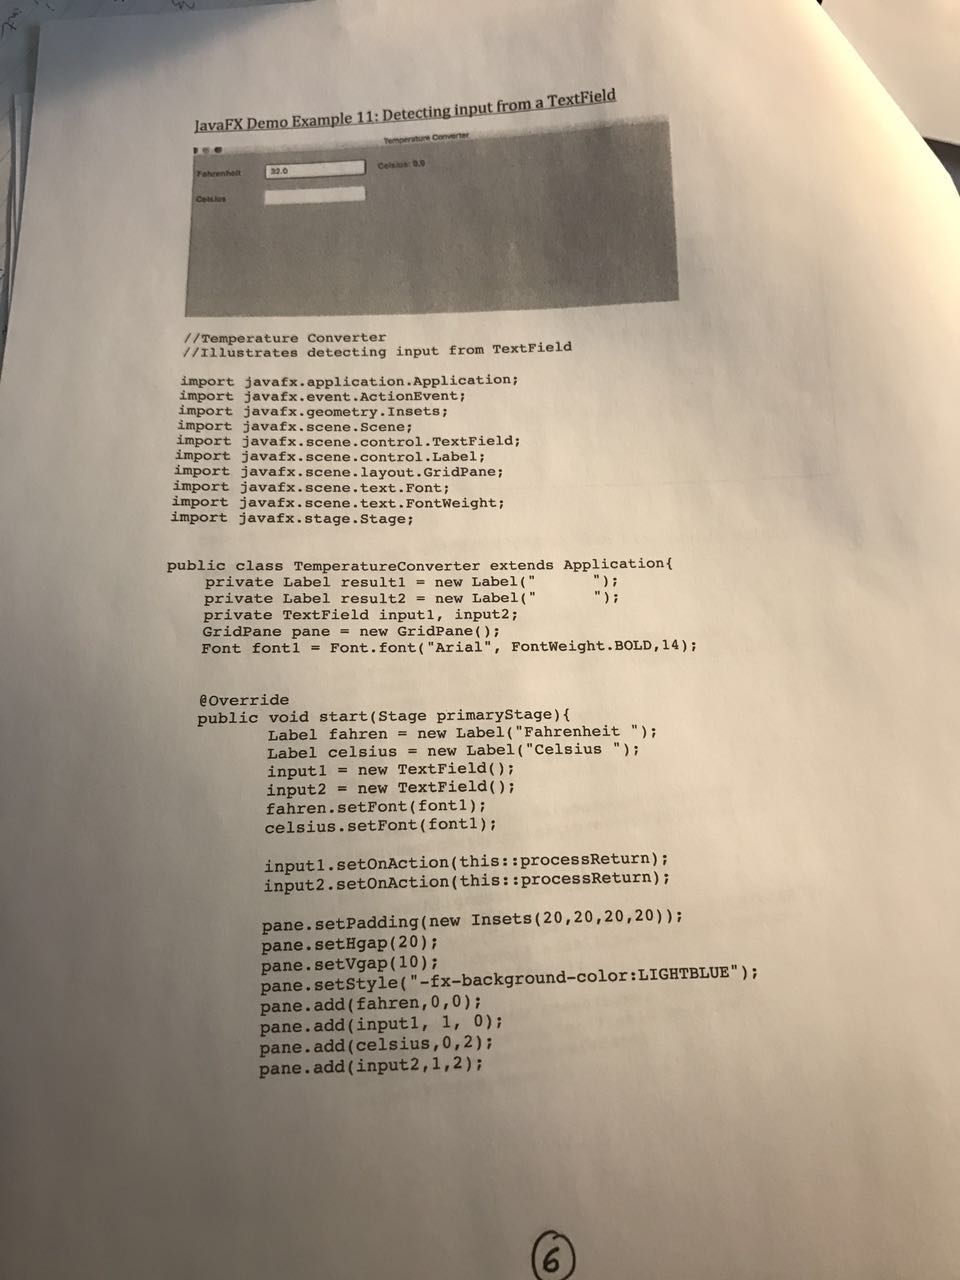 JavaFX Demo Example 11: Detecting input from a TextField
Temperature Converter
Fahrenheit 32.0 Celsius: 0.0
Celsius
//Temperature Converter
//Illustrates detecting input from TextField
import javafx.application.Application;
import javafx.event.ActionEvent;
import javafx.geometry.Insets;
import javafx.scene.Scene;
import javafx.scene.control.TextField;
import javafx.scene.control.Label;
import javafx.scene.layout.GridPane;
import javafx.scene.text.Font;
import javafx.scene.text.FontWeight;
import javafx.stage.Stage;
public class TemperatureConverter extends Application{
private Label result1 = new Label("       ");
private Label result2 = new Label("       ");
private TextField input1, input2;
GridPane pane = new GridPane();
Font font1 = Font.font("Arial", FontWeight.BOLD,14);
@Override
public void start(Stage primaryStage){
Label fahren = new Label("Fahrenheit ");
Label celsius = new Label("Celsius ");
input1 = new TextField();
input2 = new TextField();
fahren.setFont(font1);
celsius.setFont(font1);
input1.setOnAction(this::processReturn);
input2.setOnAction(this::processReturn);
pane.setPadding(new Insets(20,20,20,20));
pane.setHgap(20);
pane.setVgap(10);
pane.setStyle("-fx-background-color:LIGHTBLUE");
pane.add(fahren,0,0);
pane.add(input1, 1, 0);
pane.add(celsius,0,2);
pane.add(input2,1,2);
6